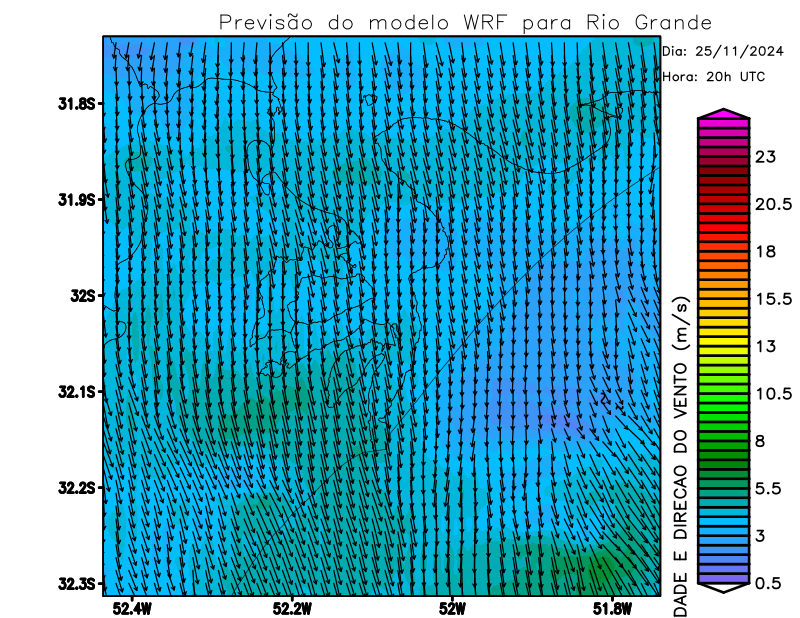 Previsão do modelo WRF para Rio Grande
Dia: 25/11/2024
Hora: 20h UTC
31.8S
31.9S
32S
32.1S
32.2S
32.3S
52.4W
52.2W
52W
51.8W
23
20.5
18
15.5
13
10.5
8
5.5
3
0.5
DADE E DIRECAO DO VENTO (m/s)